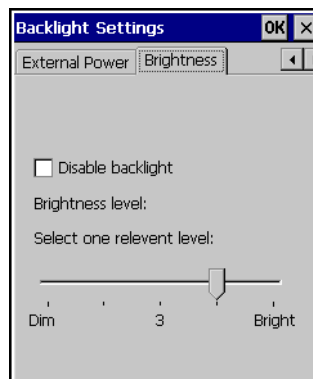 Backlight Settings OK ×
External Power Brightness
Disable backlight
Brightness level:
Select one relevent level:
Dim 3 Bright